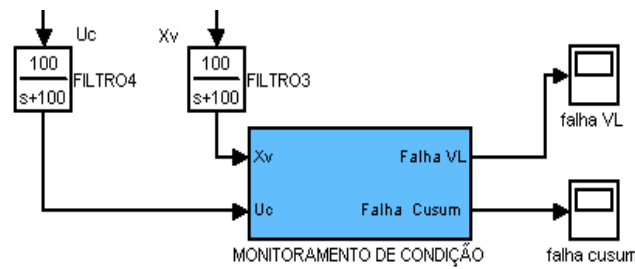 Uc
Xv
100
s+100
FILTRO4
100
s+100
FILTRO3
falha VL
Xv
Falha VL
Uc
Falha Cusum
MONITORAMENTO DE CONDIÇÃO
falha cusum